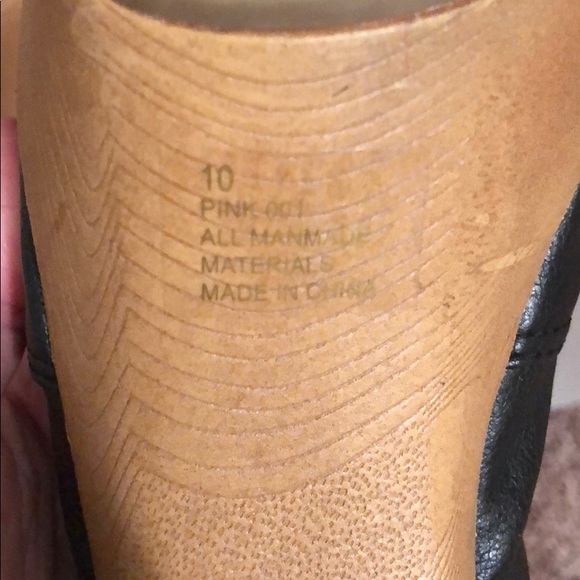 10
PINK 001
ALL MANMADE
MATERIALS
MADE IN CHINA